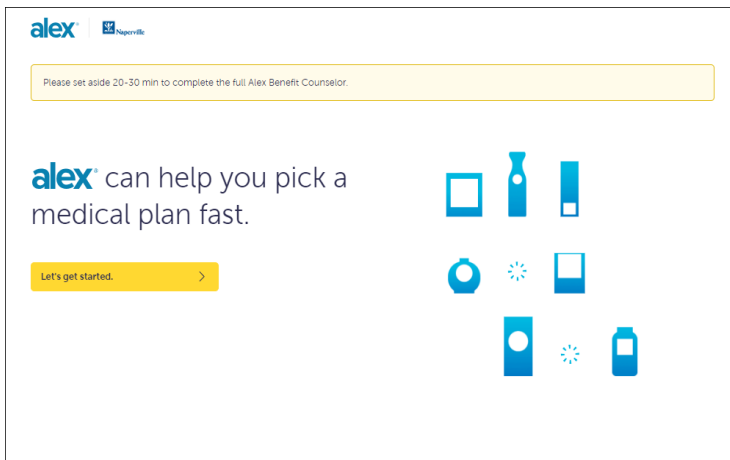 alex®
Naperville
Please set aside 20-30 min to complete the full Alex Benefit Counselor.
alex® can help you pick a
medical plan fast.
Let's get started.